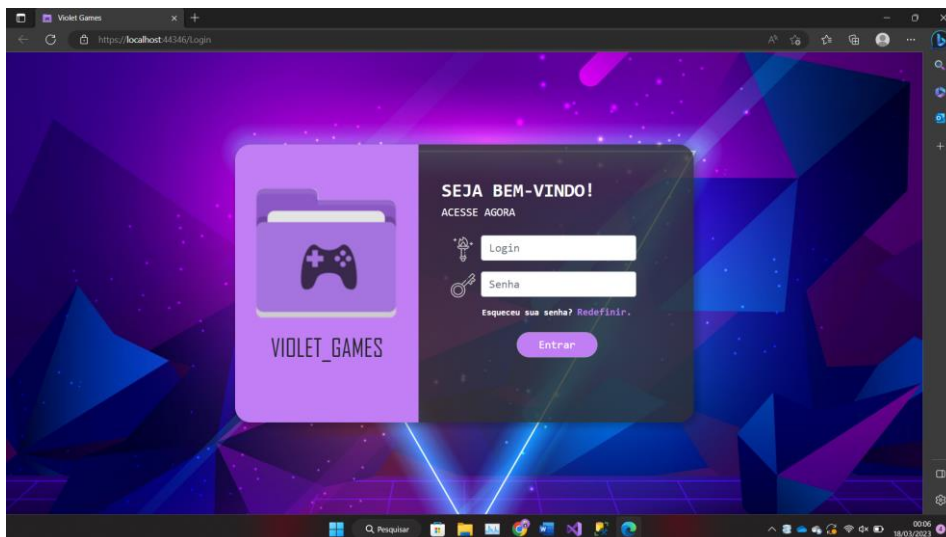 Violet Games
https://localhost:44346/Login
SEJA BEM-VINDO!
ACESSE AGORA
Login
Senha
Esqueceu sua senha? Redefinir.
Entrar
VIOLET_GAMES
Pesquisar
00:06
18/03/2023